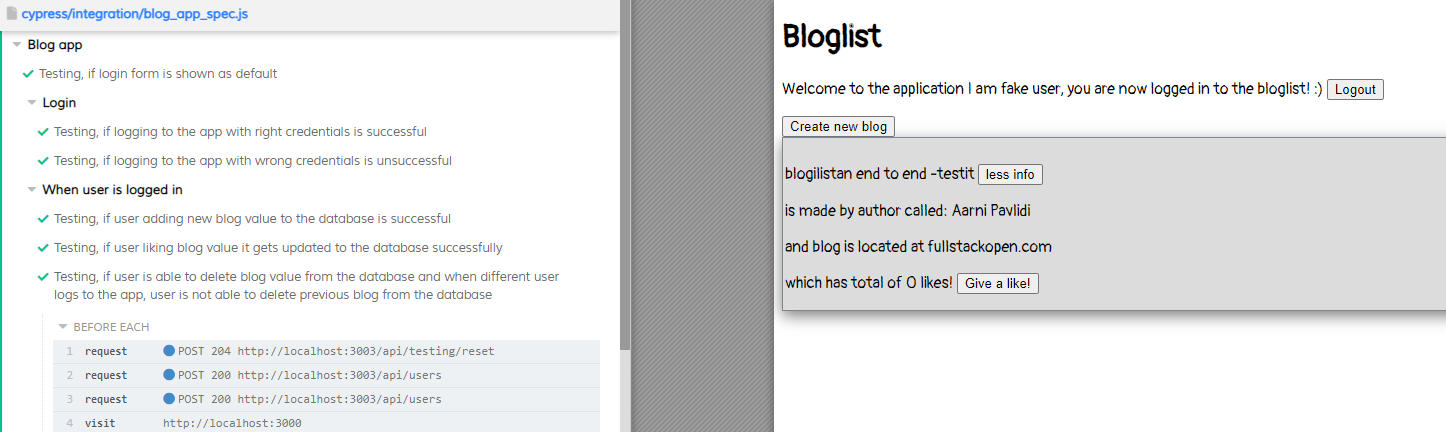 cypress/integration/blog_app_spec.js
Blog app
Testing, if login form is shown as default
Login
Testing, if logging to the app with right credentials is successful
Testing, if logging to the app with wrong credentials is unsuccessful
When user is logged in
Testing, if user adding new blog value to the database is successful
Testing, if user liking blog value it gets updated to the database successfully
Testing, if user is able to delete blog value from the database and when different user
logs to the app, user is not able to delete previous blog from the database
BEFORE EACH
1 request POST 204 http://localhost:3003/api/testing/reset
2 request POST 200 http://localhost:3003/api/users
3 request POST 200 http://localhost:3003/api/users
4 visit http://localhost:3000
Bloglist
Welcome to the application I am fake user, you are now logged in to the bloglist! :) Logout
Create new blog
blogilistan end to end -testit less info
is made by author called: Aarni Pavlidi
and blog is located at fullstackopen.com
which has total of 0 likes! Give a like!